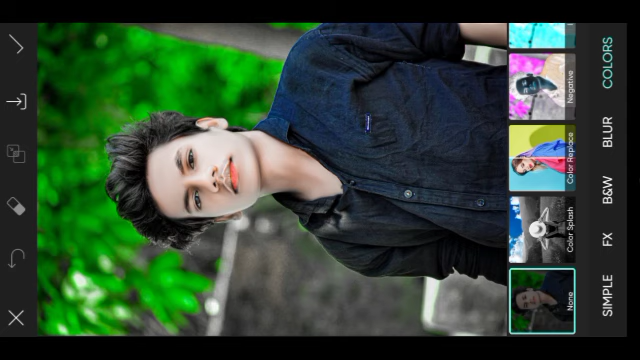 None
Color Splash
Color Replace
Negative
SIMPLE
FX
B&W
BLUR
COLORS